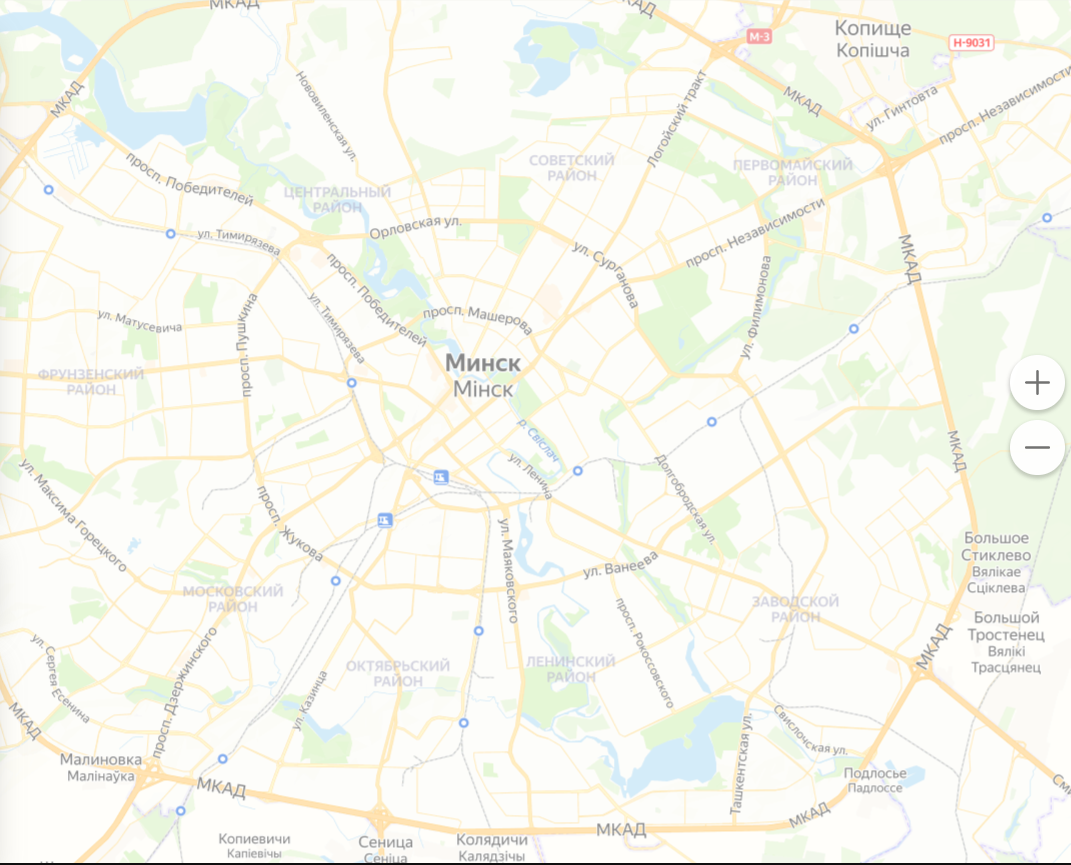 МКАД
МКАД
Копище
Копішча
М-3
Н-9031
МКАД
Нововиленская ул.
Логойский тракт
МКАД
ул. Гинтовта
просп. Независимости
просп. Победителей
ЦЕНТРАЛЬНЫЙ
РАЙОН
СОВЕТСКИЙ
РАЙОН
ПЕРВОМАЙСКИЙ
РАЙОН
ул. Тимирязева
Орловская ул.
ул. Сурганова
просп. Независимости
МКАД
просп. Победителей
ул. Тимирязева
ул. Матусевича
просп. Пушкина
просп. Машерова
ул. Филимонова
Минск
Мінск
ФРУНЗЕНСКИЙ
РАЙОН
р. Свіслач
ул. Ленина
Долгобродская ул.
МКАД
ул. Максима Горецкого
просп. Жукова
ул. Маяковского
ул. Ванеева
Большое
Стиклево
Вялікае
Сціклева
МОСКОВСКИЙ
РАЙОН
просп. Рокоссовского
ЗАВОДСКОЙ
РАЙОН
Большой
Тростенец
Вялікі
Трасцянец
МКАД
ул. Сергея Есенина
просп. Дзержинского
ул. Казинца
ОКТЯБРЬСКИЙ
РАЙОН
ЛЕНИНСКИЙ
РАЙОН
МКАД
Свислочская ул.
Ташкентская ул.
Малиновка
Малінаўка
МКАД
Подлосье
Падлоссе
МКАД
МКАД
Копиевичи
Капіевічы
Сеница
Сеніца
Колядичи
Калядзічы